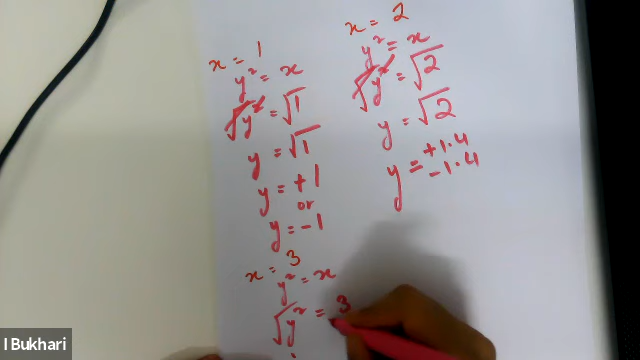 x = 1
y² = x
√y² = √1
y = √1
y = +1
or
y = -1
x = 2
y² = x
√y² = √2
y = √2
y = +1.4
-1.4
x = 3
y² = x
√y² = 3
I Bukhari